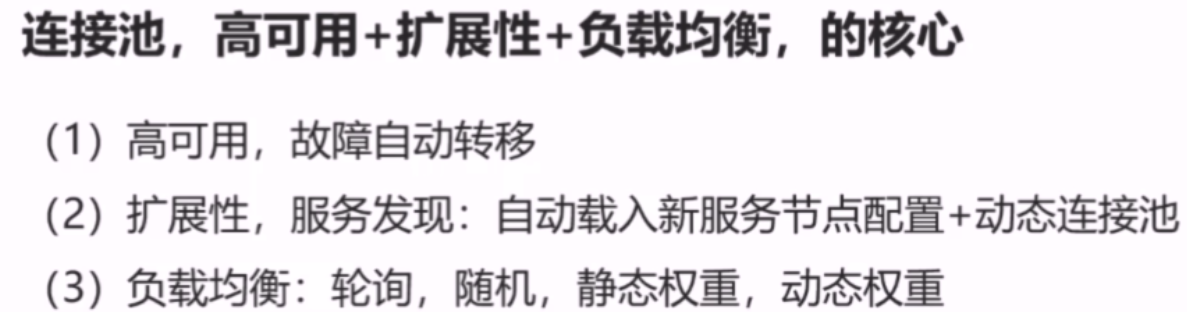 连接池，高可用+扩展性+负载均衡，的核心
（1）高可用，故障自动转移
（2）扩展性，服务发现：自动载入新服务节点配置+动态连接池
（3）负载均衡：轮询，随机，静态权重，动态权重